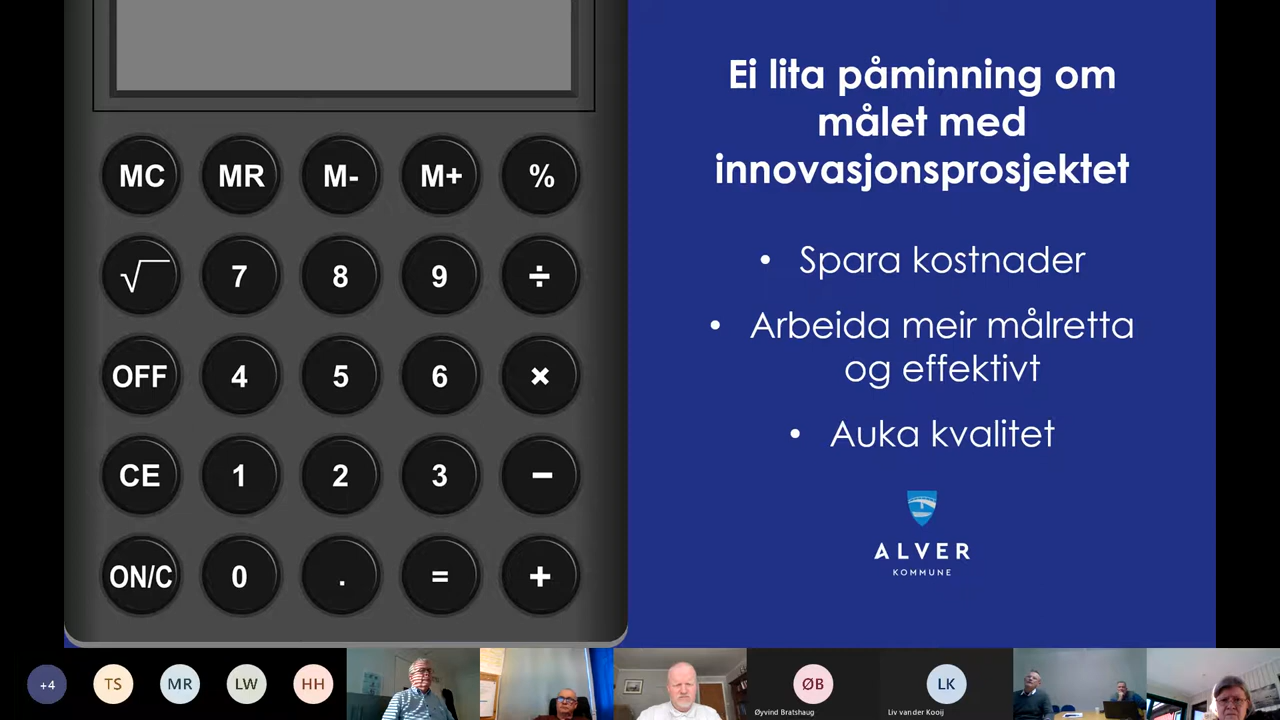 Ei lita påminning om
målet med
innovasjonsprosjektet
• Spara kostnader
• Arbeida meir målretta
og effektivt
• Auka kvalitet
ALVER
KOMMUNE
MC MR M- M+ %
√ 7 8 9 ÷
OFF 4 5 6 ×
CE 1 2 3 −
ON/C 0 . = +
+4 TS MR LW HH ØB LK
Øyvind Bratshaug Liv van der Kooij